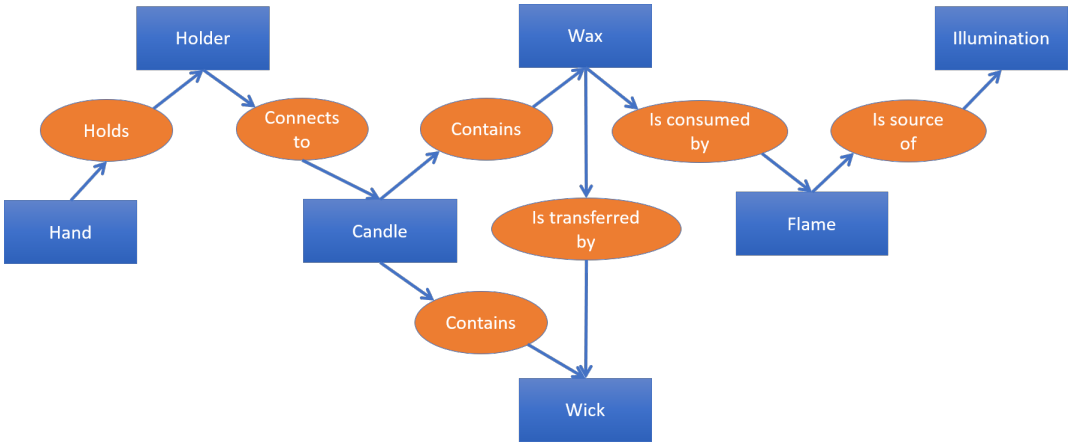 Holder
Wax
Illumination
Holds
Connects
to
Contains
Is consumed
by
Is source
of
Hand
Candle
Is transferred
by
Flame
Contains
Wick